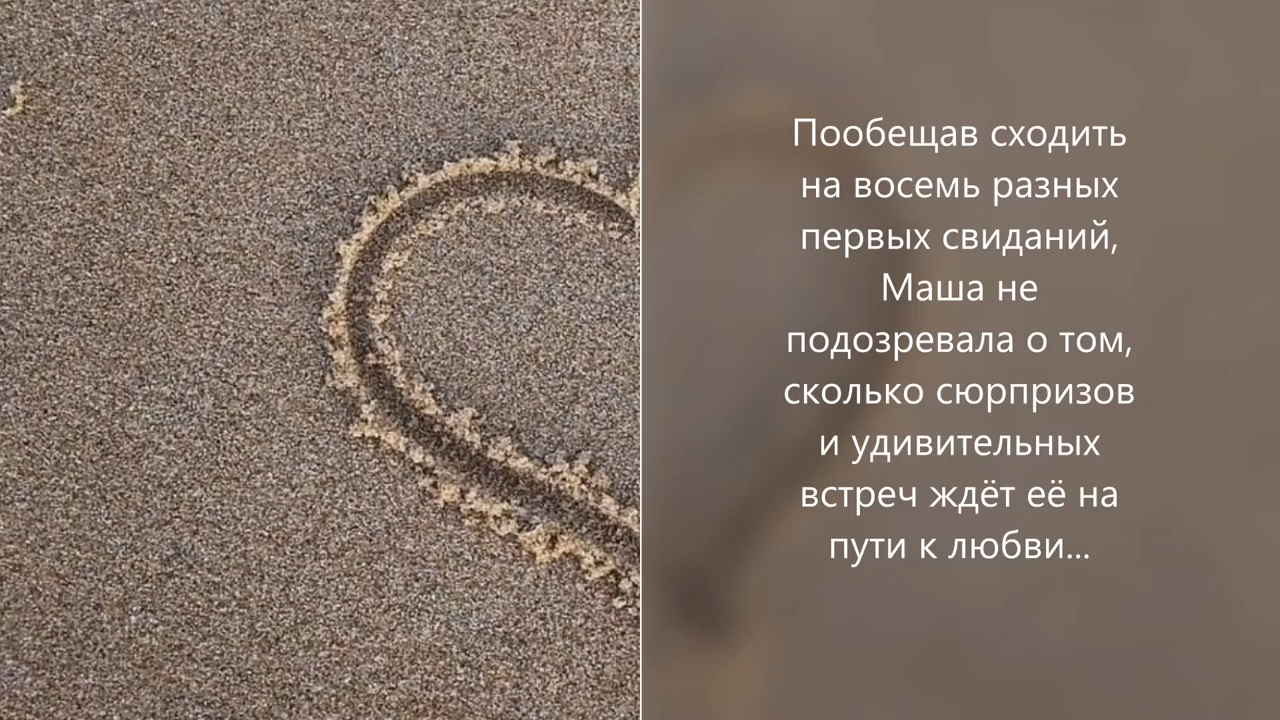 Пообещав сходить
на восемь разных
первых свиданий,
Маша не
подозревала о том,
сколько сюрпризов
и удивительных
встреч ждёт её на
пути к любви...